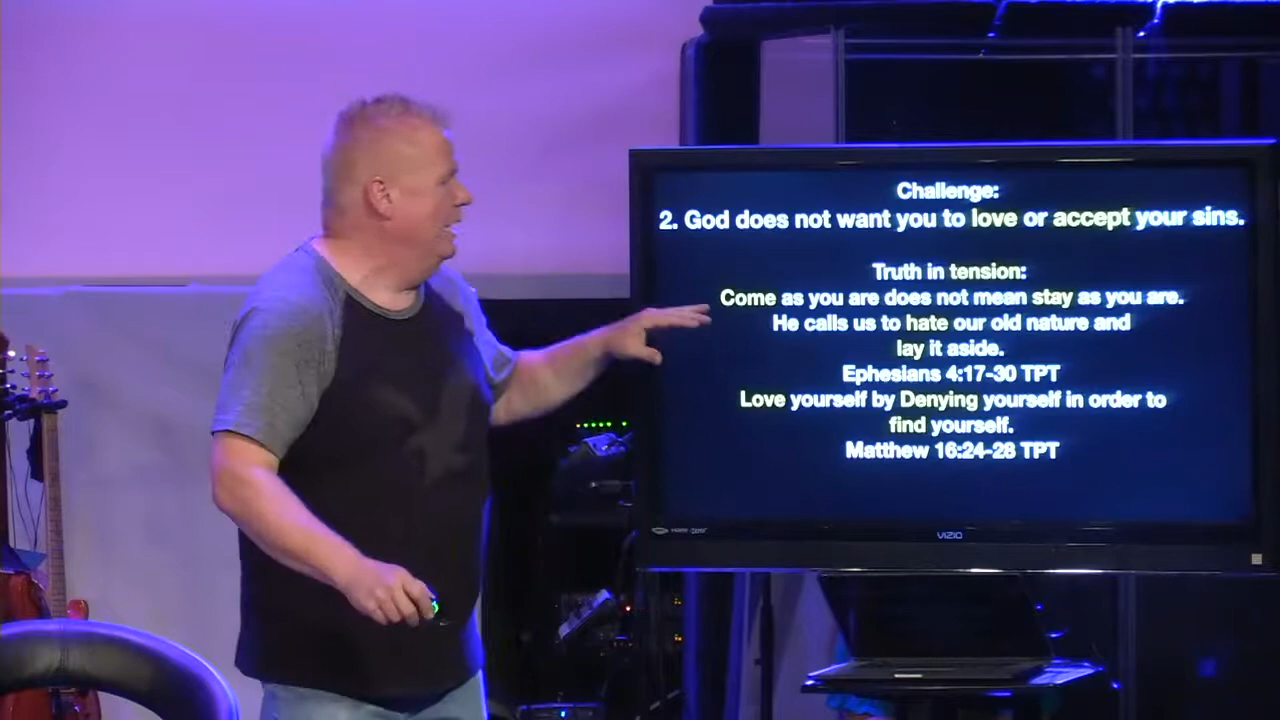 Challenge:
2. God does not want you to love or accept your sins.
Truth in tension:
Come as you are does not mean stay as you are.
He calls us to hate our old nature and
lay it aside.
Ephesians 4:17-30 TPT
Love yourself by Denying yourself in order to
find yourself.
Matthew 16:24-28 TPT
VIZIO